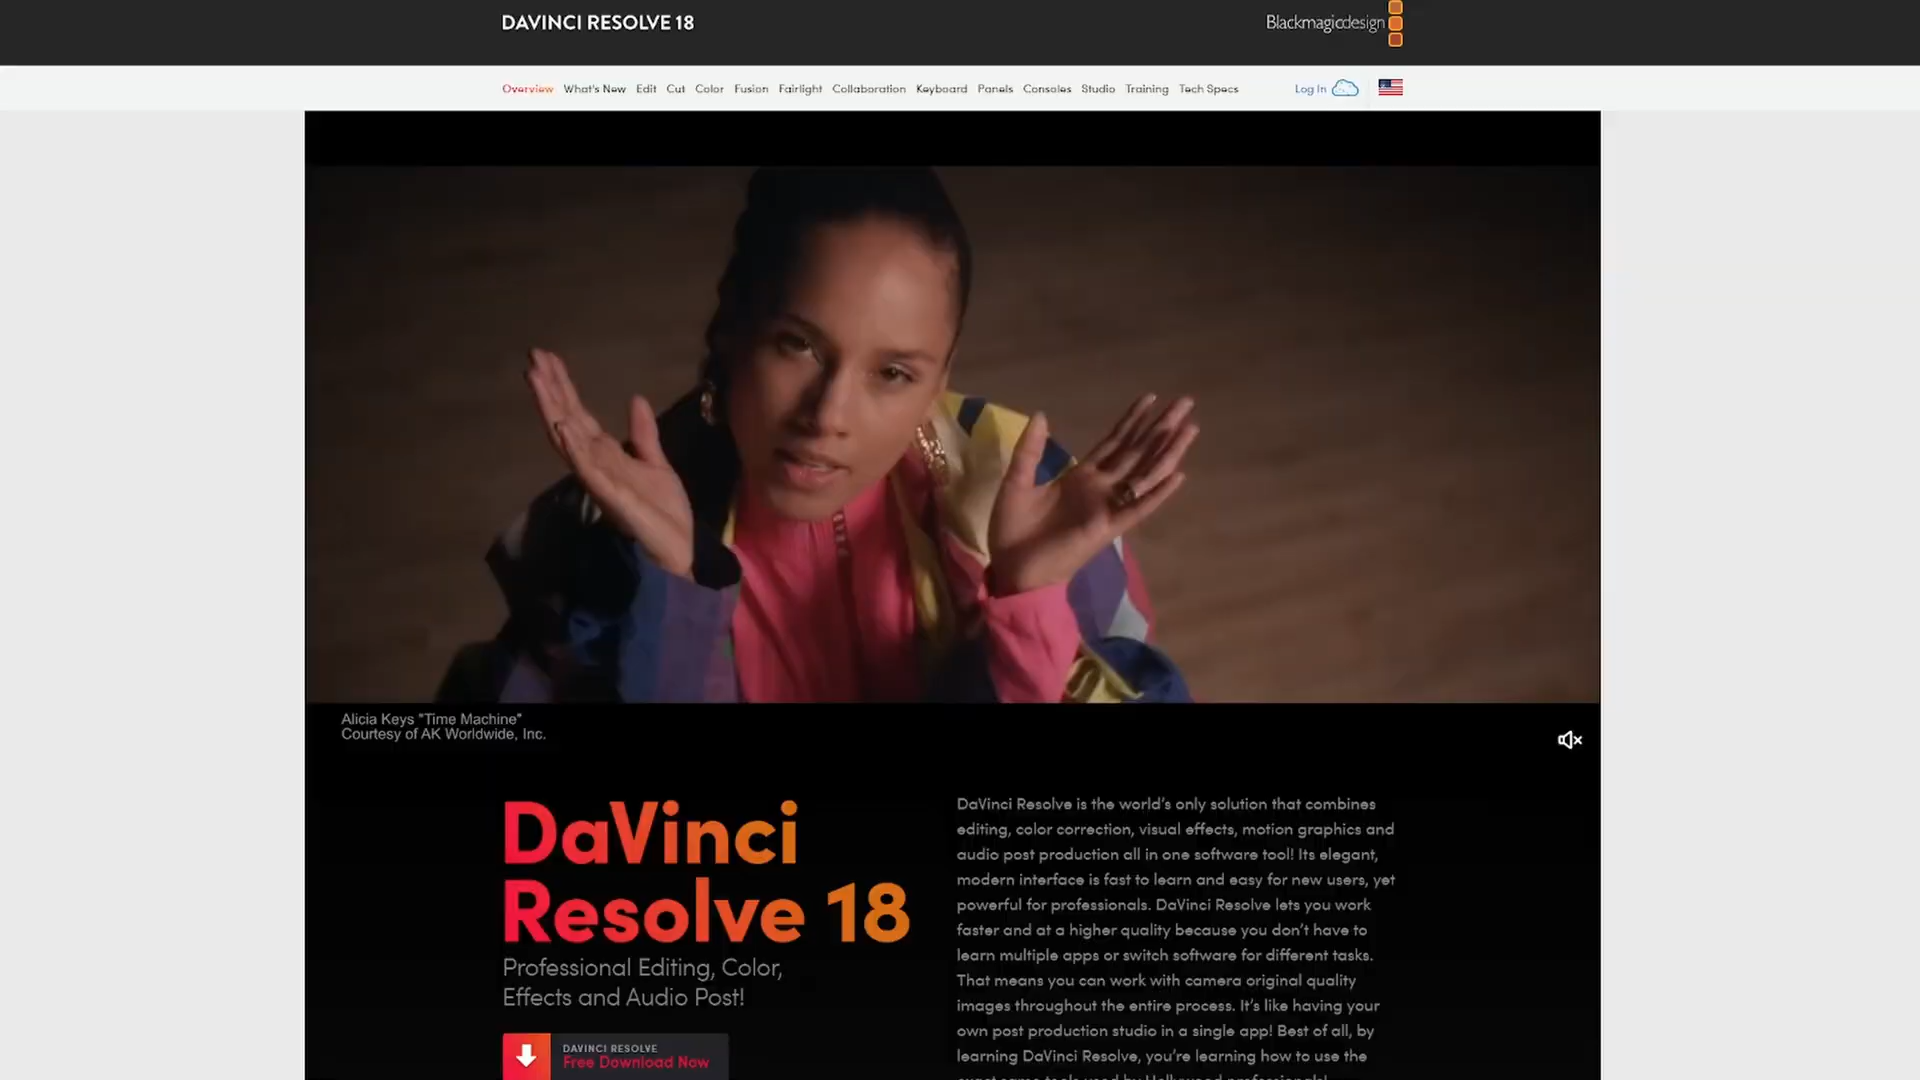 DAVINCI RESOLVE 18
Blackmagicdesign
Overview What's New Edit Cut Color Fusion Fairlight Collaboration Keyboard Panels Consoles Studio Training Tech Specs Log In
Alicia Keys "Time Machine"
Courtesy of AK Worldwide, Inc.
DaVinci
Resolve 18
Professional Editing, Color,
Effects and Audio Post!
DAVINCI RESOLVE
Free Download Now
DaVinci Resolve is the world's only solution that combines
editing, color correction, visual effects, motion graphics and
audio post production all in one software tool! Its elegant,
modern interface is fast to learn and easy for new users, yet
powerful for professionals. DaVinci Resolve lets you work
faster and at a higher quality because you don't have to
learn multiple apps or switch software for different tasks.
That means you can work with camera original quality
images throughout the entire process. It's like having your
own post production studio in a single app! Best of all, by
learning DaVinci Resolve, you're learning how to use the